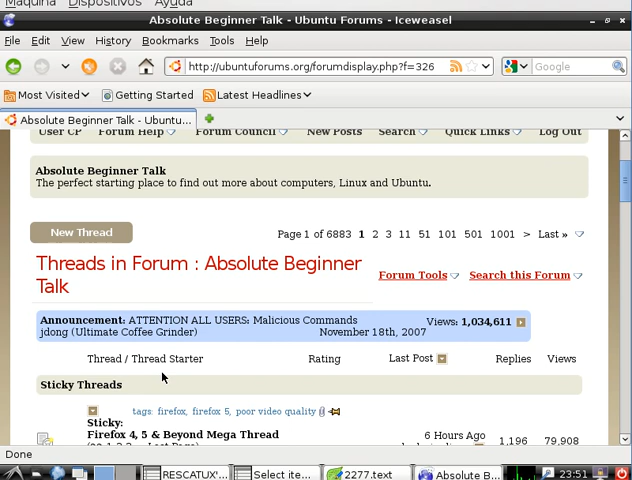 Máquina Dispositivos Ayuda
Absolute Beginner Talk - Ubuntu Forums - Iceweasel
File Edit View History Bookmarks Tools Help
http://ubuntuforums.org/forumdisplay.php?f=326 Google
Most Visited Getting Started Latest Headlines
Absolute Beginner Talk - Ubuntu...
User CP Forum Help Forum Council New Posts Search Quick Links Log Out
Absolute Beginner Talk
The perfect starting place to find out more about computers, Linux and Ubuntu.
New Thread Page 1 of 6883 1 2 3 11 51 101 501 1001 > Last »
Threads in Forum : Absolute Beginner
Talk
Forum Tools Search this Forum
Announcement: ATTENTION ALL USERS: Malicious Commands Views: 1,034,611
jdong (Ultimate Coffee Grinder) November 18th, 2007
Thread / Thread Starter Rating Last Post Replies Views
Sticky Threads
tags: firefox, firefox 5, poor video quality
Sticky:
Firefox 4, 5 & Beyond Mega Thread 6 Hours Ago 1,196 79,908
Done
RESCATUX'... Select ite... 2277.text Absolute B... 23:51